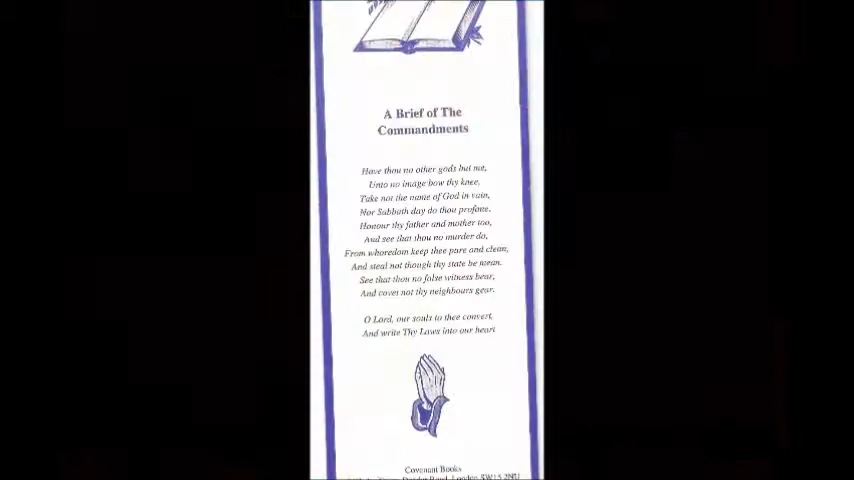 A Brief of The
Commandments
Have thou no other gods but me,
Unto no image bow thy knee,
Take not the name of God in vain,
Nor Sabbath day do thou profane.
Honour thy father and mother too,
And see that thou no murder do,
From whoredom keep thee pure and clean,
And steal not though thy state be mean.
See that thou no false witness bear,
And covet not thy neighbours gear.
O Lord, our souls to thee convert,
And write Thy Laws into our heart
Covenant Books
Road, London SW15 2NU